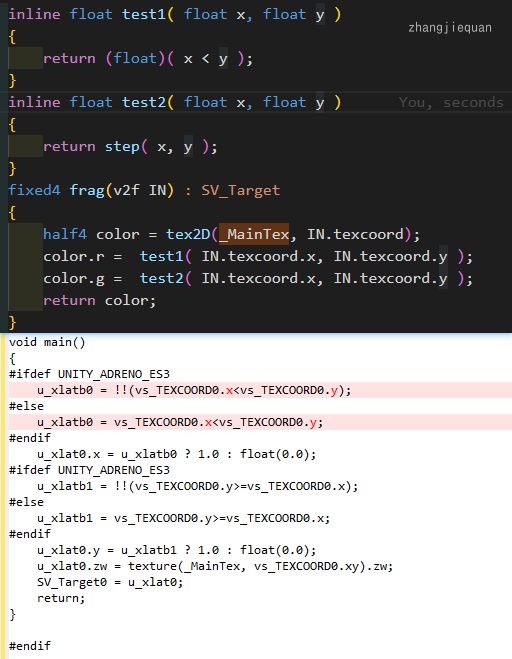 inline float test1( float x, float y )
zhangjiequan
{
return (float)( x < y );
}
inline float test2( float x, float y )
You, seconds
{
return step( x, y );
}
fixed4 frag(v2f IN) : SV_Target
{
half4 color = tex2D(_MainTex, IN.texcoord);
color.r =  test1( IN.texcoord.x, IN.texcoord.y );
color.g =  test2( IN.texcoord.x, IN.texcoord.y );
return color;
}
void main()
{
#ifdef UNITY_ADRENO_ES3
u_xlatb0 = !!(vs_TEXCOORD0.x<vs_TEXCOORD0.y);
#else
u_xlatb0 = vs_TEXCOORD0.x<vs_TEXCOORD0.y;
#endif
u_xlat0.x = u_xlatb0 ? 1.0 : float(0.0);
#ifdef UNITY_ADRENO_ES3
u_xlatb1 = !!(vs_TEXCOORD0.y>=vs_TEXCOORD0.x);
#else
u_xlatb1 = vs_TEXCOORD0.y>=vs_TEXCOORD0.x;
#endif
u_xlat0.y = u_xlatb1 ? 1.0 : float(0.0);
u_xlat0.zw = texture(_MainTex, vs_TEXCOORD0.xy).zw;
SV_Target0 = u_xlat0;
return;
}
#endif